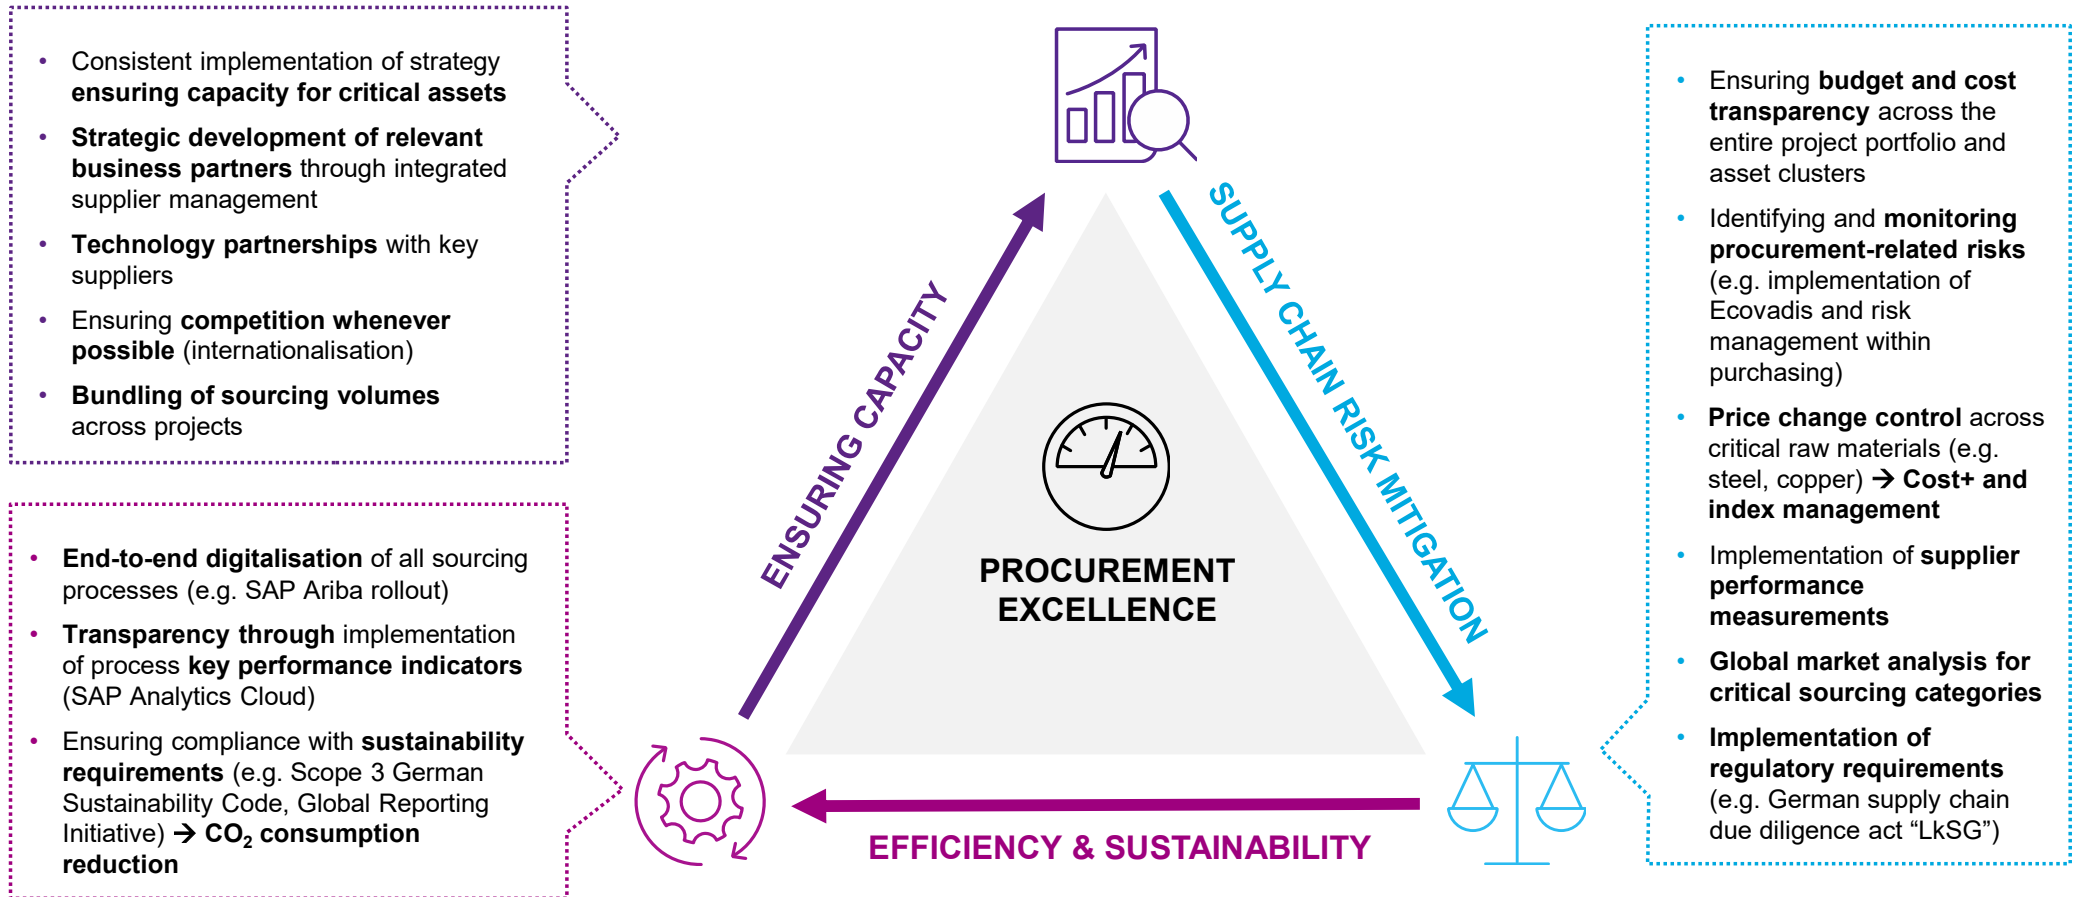 • Consistent implementation of strategy
ensuring capacity for critical assets
• Strategic development of relevant
business partners through integrated
supplier management
• Technology partnerships with key
suppliers
• Ensuring competition whenever
possible (internationalisation)
• Bundling of sourcing volumes
across projects
• End-to-end digitalisation of all sourcing
processes (e.g. SAP Ariba rollout)
• Transparency through implementation
of process key performance indicators
(SAP Analytics Cloud)
• Ensuring compliance with sustainability
requirements (e.g. Scope 3 German
Sustainability Code, Global Reporting
Initiative) → CO₂ consumption
reduction
ENSURING CAPACITY
SUPPLY CHAIN RISK MITIGATION
PROCUREMENT
EXCELLENCE
EFFICIENCY & SUSTAINABILITY
• Ensuring budget and cost
transparency across the
entire project portfolio and
asset clusters
• Identifying and monitoring
procurement-related risks
(e.g. implementation of
Ecovadis and risk
management within
purchasing)
• Price change control across
critical raw materials (e.g.
steel, copper) → Cost+ and
index management
• Implementation of supplier
performance
measurements
• Global market analysis for
critical sourcing categories
• Implementation of
regulatory requirements
(e.g. German supply chain
due diligence act “LkSG”)